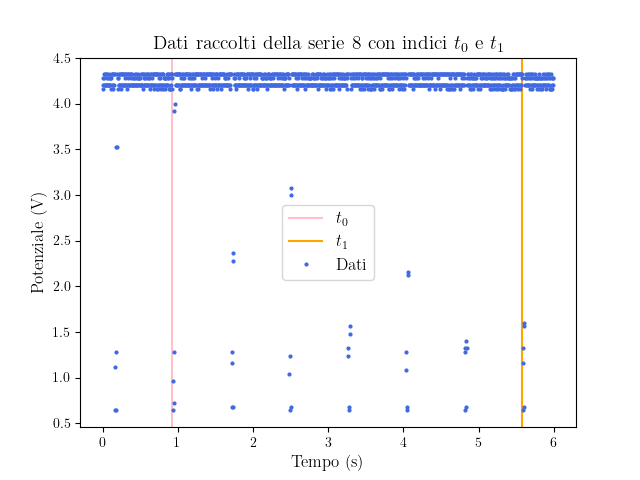 Dati raccolti della serie 8 con indici t₀ e t₁
4.5
4.0
3.5
3.0
2.5
2.0
1.5
1.0
0.5
Potenziale (V)
t₀
t₁
Dati
0 1 2 3 4 5 6
Tempo (s)